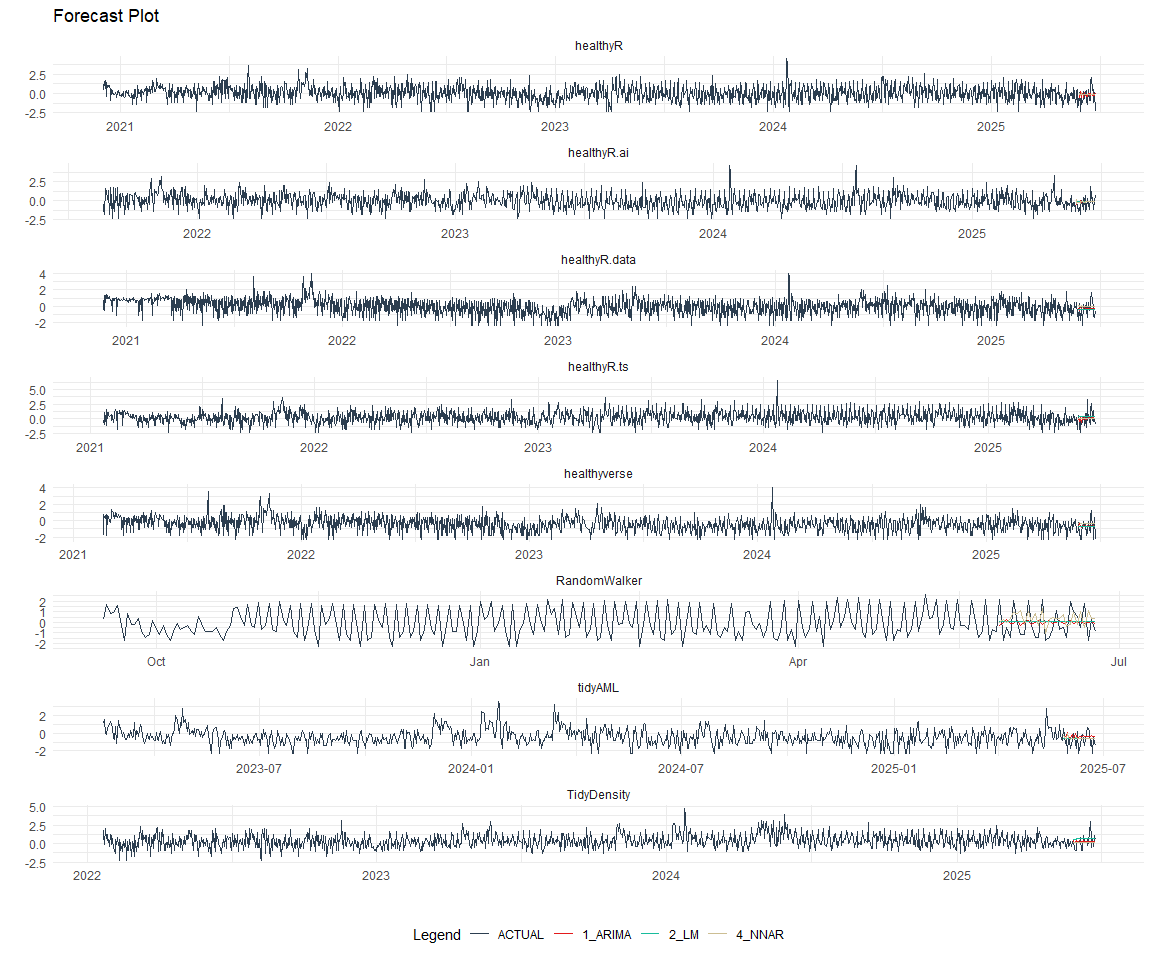 Forecast Plot
healthyR
2.5
0.0
-2.5
2021 2022 2023 2024 2025
healthyR.ai
2.5
0.0
-2.5
2022 2023 2024 2025
healthyR.data
4
2
0
-2
2021 2022 2023 2024 2025
healthyR.ts
5.0
2.5
0.0
-2.5
2021 2022 2023 2024 2025
healthyverse
4
2
0
-2
2021 2022 2023 2024 2025
RandomWalker
2
1
0
-1
-2
Oct Jan Apr Jul
tidyAML
2
0
-2
2023-07 2024-01 2024-07 2025-01 2025-07
TidyDensity
5.0
2.5
0.0
-2.5
2022 2023 2024 2025
Legend ACTUAL 1_ARIMA 2_LM 4_NNAR